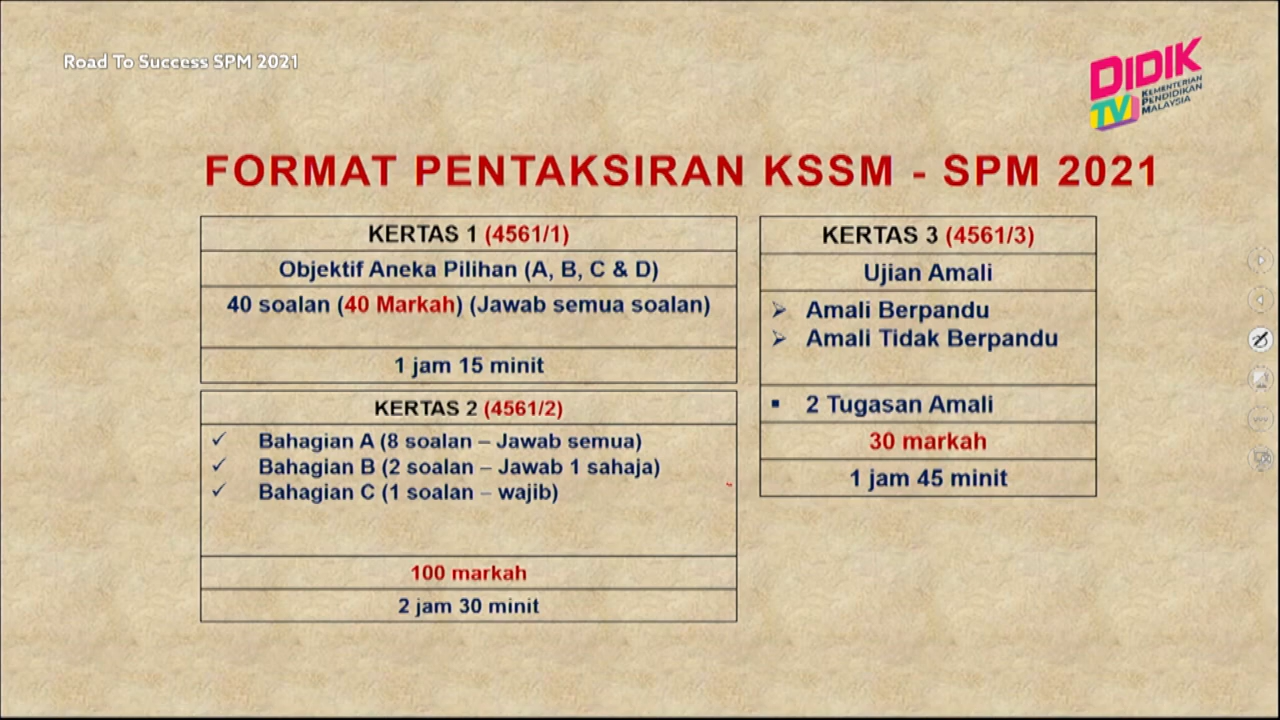 Road To Success SPM 2021
DIDIK
TV
KEMENTERIAN
PENDIDIKAN
MALAYSIA
FORMAT PENTAKSIRAN KSSM - SPM 2021
KERTAS 1 (4561/1)
Objektif Aneka Pilihan (A, B, C & D)
40 soalan (40 Markah) (Jawab semua soalan)
1 jam 15 minit
KERTAS 2 (4561/2)
✓ Bahagian A (8 soalan – Jawab semua)
✓ Bahagian B (2 soalan – Jawab 1 sahaja)
✓ Bahagian C (1 soalan – wajib)
100 markah
2 jam 30 minit
KERTAS 3 (4561/3)
Ujian Amali
➢ Amali Berpandu
➢ Amali Tidak Berpandu
▪ 2 Tugasan Amali
30 markah
1 jam 45 minit